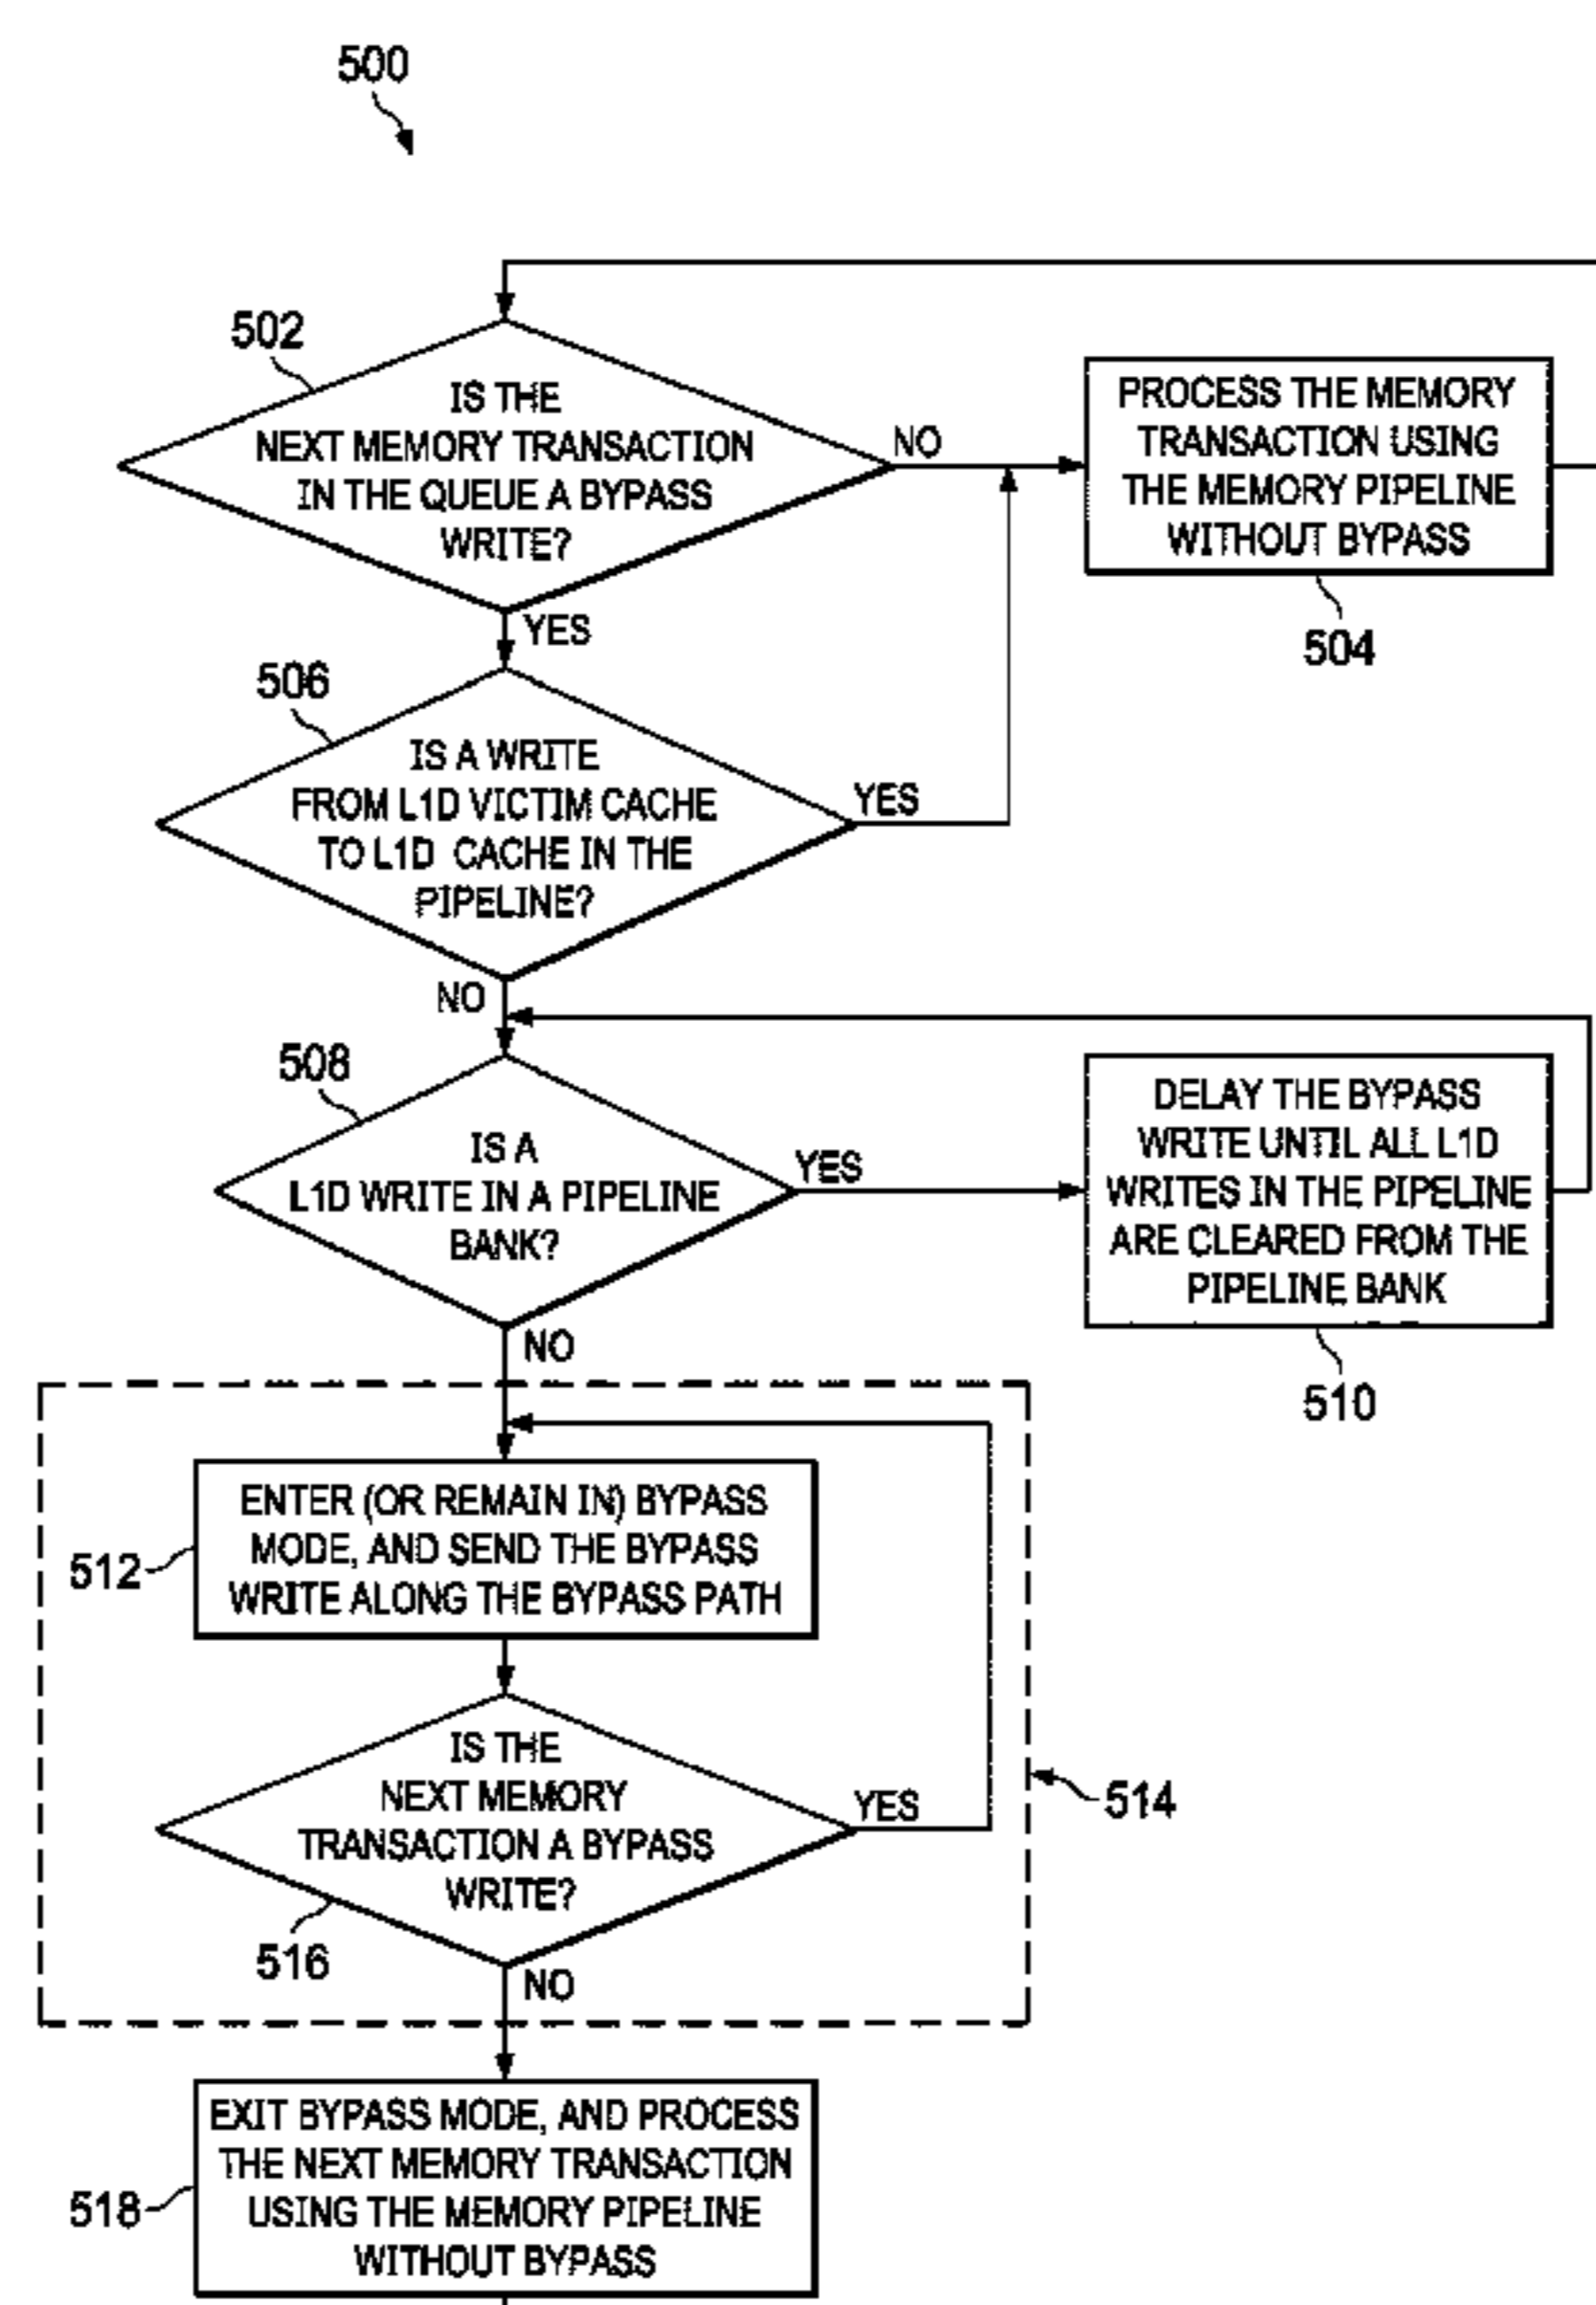 500
502
IS THE
NEXT MEMORY TRANSACTION
IN THE QUEUE A BYPASS
WRITE?
NO
PROCESS THE MEMORY
TRANSACTION USING
THE MEMORY PIPELINE
WITHOUT BYPASS
504
YES
506
IS A WRITE
FROM L1D VICTIM CACHE
TO L1D CACHE IN THE
PIPELINE?
YES
NO
508
IS A
L1D WRITE IN A PIPELINE
BANK?
YES
DELAY THE BYPASS
WRITE UNTIL ALL L1D
WRITES IN THE PIPELINE
ARE CLEARED FROM THE
PIPELINE BANK
510
NO
ENTER (OR REMAIN IN) BYPASS
MODE, AND SEND THE BYPASS
WRITE ALONG THE BYPASS PATH
512
IS THE
NEXT MEMORY
TRANSACTION A BYPASS
WRITE?
YES
514
516
NO
EXIT BYPASS MODE, AND PROCESS
THE NEXT MEMORY TRANSACTION
USING THE MEMORY PIPELINE
WITHOUT BYPASS
518